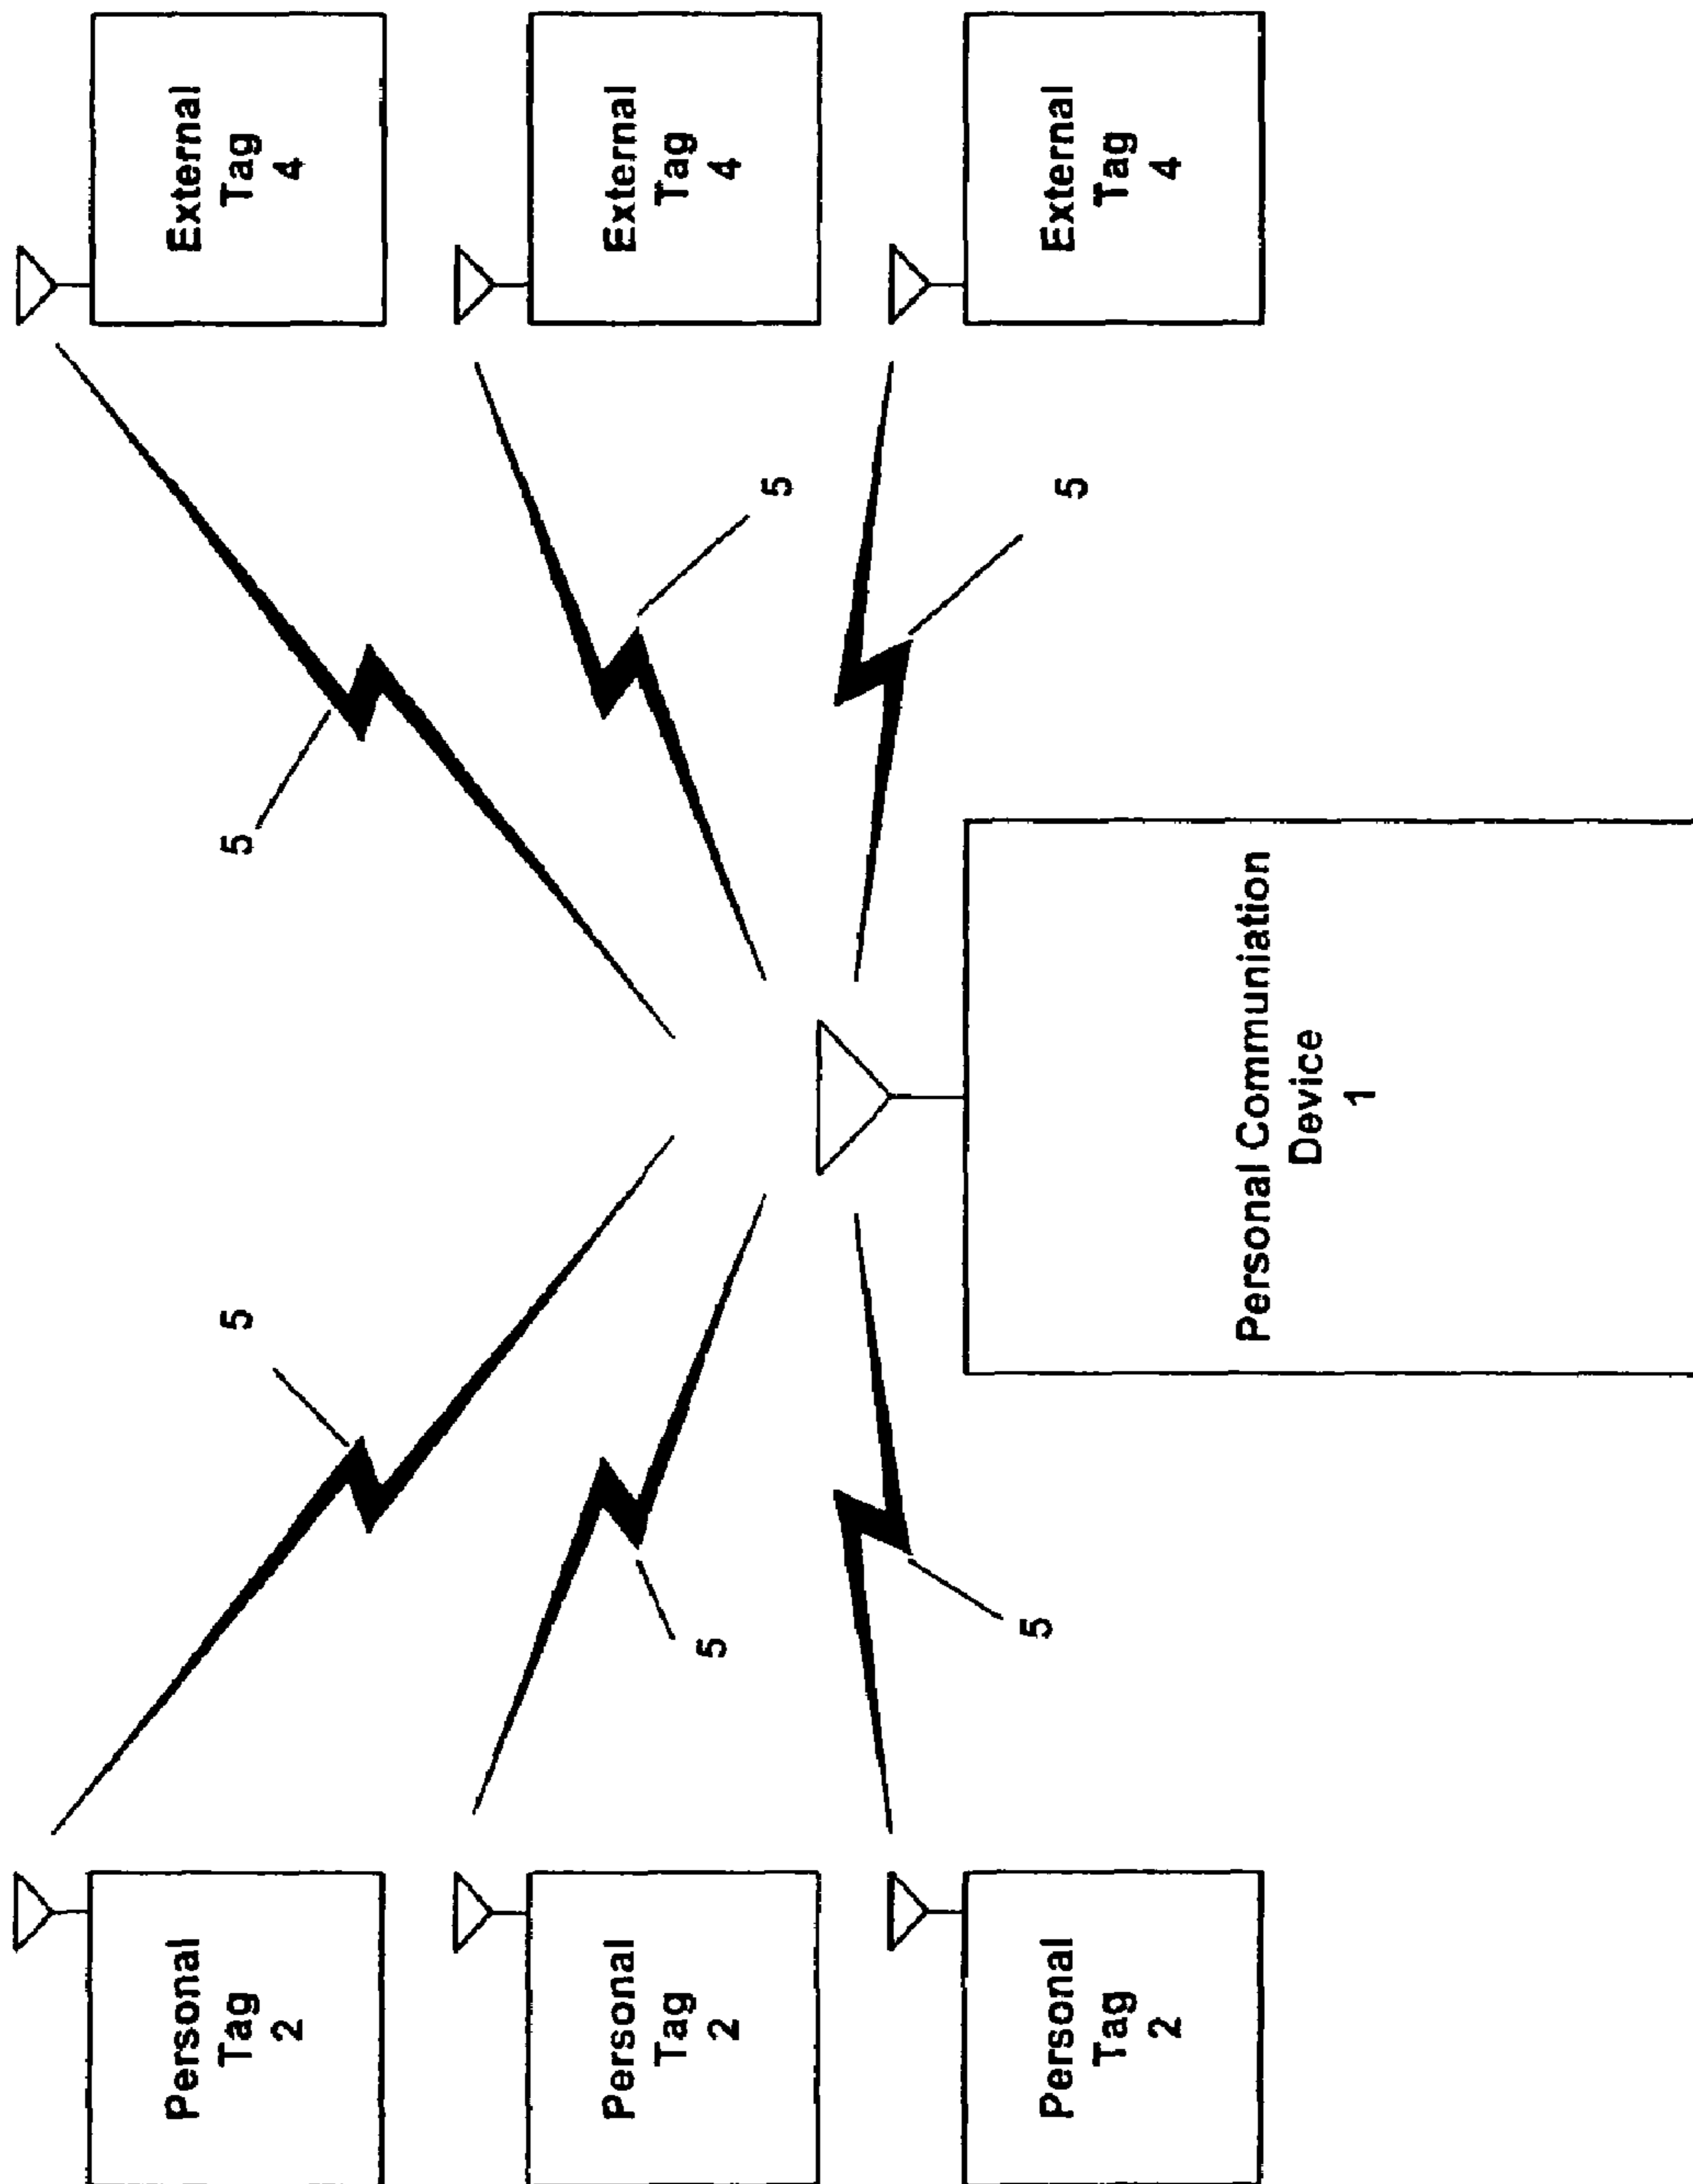 Personal
Tag
2
External
Tag
4
5
5
Personal
Tag
2
External
Tag
4
5
5
Personal
Tag
2
External
Tag
4
5
5
Personal Communiation
Device
1